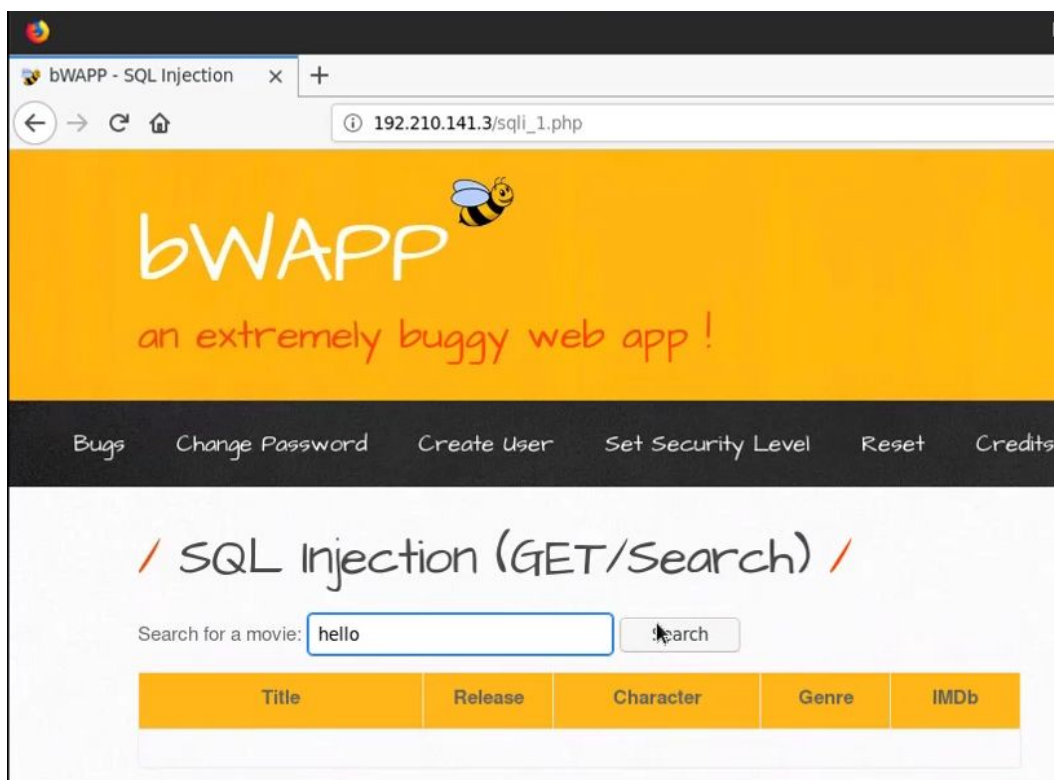 bWAPP - SQL Injection
192.210.141.3/sqli_1.php
bWAPP
an extremely buggy web app !
Bugs Change Password Create User Set Security Level Reset Credits
/ SQL Injection (GET/Search) /
Search for a movie: hello Search
Title Release Character Genre IMDb